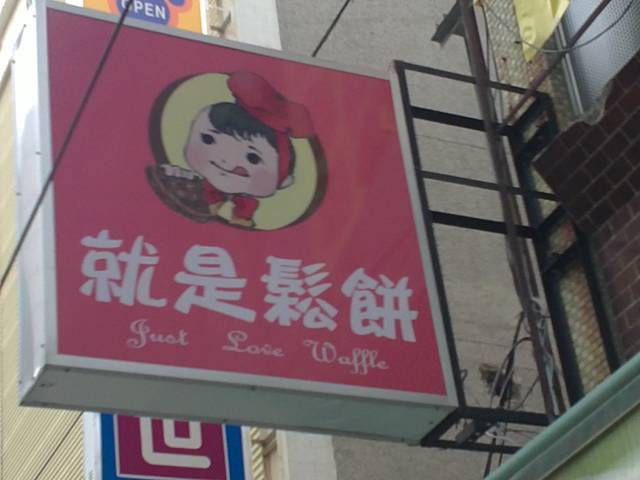 OPEN
就是鬆餅
Just Love Waffle